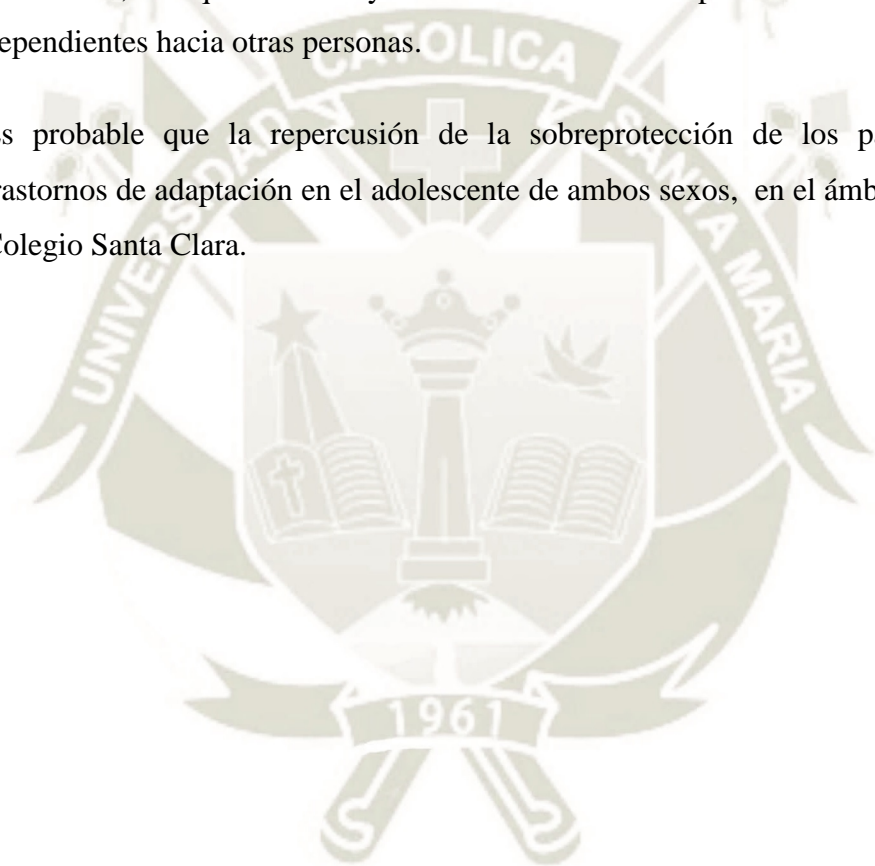 ependientes hacia otras personas.
s probable que la repercusión de la sobreprotección de los p
rastornos de adaptación en el adolescente de ambos sexos, en el ámb
Colegio Santa Clara.
UNIVERSIDAD CATOLICA SANTA MARIA
1961